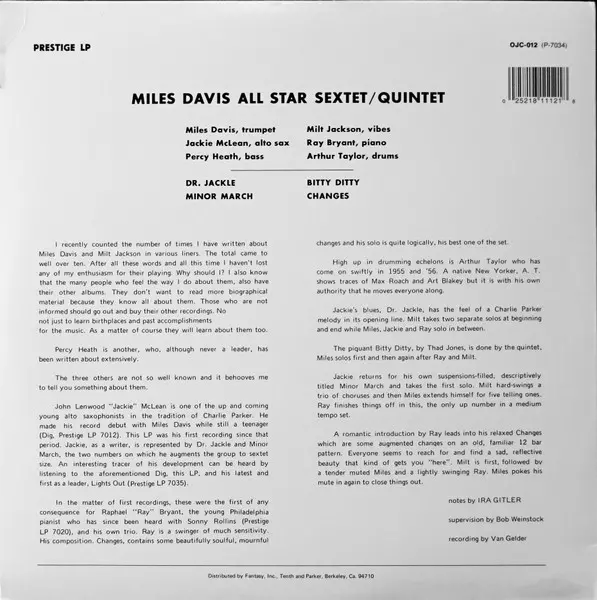 PRESTIGE LP
OJC-012 (P-7034)
0 25218 11121 6
MILES DAVIS ALL STAR SEXTET/QUINTET
Miles Davis, trumpet
Jackie McLean, alto sax
Percy Heath, bass
Milt Jackson, vibes
Ray Bryant, piano
Arthur Taylor, drums
DR. JACKLE
MINOR MARCH
BITTY DITTY
CHANGES
I recently counted the number of times I have written about
Miles Davis and Milt Jackson in various liners. The total came to
well over ten. After all these words and all this time I haven't lost
any of my enthusiasm for their playing. Why should I? I also know
that the many people who feel the way I do about them, also have
their other albums. They don't want to read more biographical
material because they know all about them. Those who are not
informed should go out and buy their other recordings. No
not just to learn birthplaces and past accomplishments
for the music. As a matter of course they will learn about them too.
Percy Heath is another, who, although never a leader, has
been written about extensively.
The three others are not so well known and it behooves me
to tell you something about them.
John Lenwood "Jackie" McLean is one of the up and coming
young alto saxophonists in the tradition of Charlie Parker. He
made his record debut with Miles Davis while still a teenager
(Dig, Prestige LP 7012). This LP was his first recording since that
period. Jackie, as a writer, is represented by Dr. Jackle and Minor
March, the two numbers on which he augments the group to sextet
size. An interesting tracer of his development can be heard by
listening to the aforementioned Dig, this LP, and his latest and
first as a leader, Lights Out (Prestige LP 7035).
In the matter of first recordings, these were the first of any
consequence for Raphael "Ray" Bryant, the young Philadelphia
pianist who has since been heard with Sonny Rollins (Prestige
LP 7020), and his own trio. Ray is a swinger of much sensitivity.
His composition. Changes, contains some beautifully soulful, mournful
changes and his solo is quite logically, his best one of the set.
High up in drumming echelons is Arthur Taylor who has
come on swiftly in 1955 and '56. A native New Yorker, A. T.
shows traces of Max Roach and Art Blakey but it is with his own
authority that he moves everyone along.
Jackie's blues, Dr. Jackle, has the feel of a Charlie Parker
melody in its opening line. Milt takes two separate solos at beginning
and end while Miles, Jackie and Ray solo in between.
The piquant Bitty Ditty, by Thad Jones, is done by the quintet,
Miles solos first and then again after Ray and Milt.
Jackie returns for his own suspensions-filled, descriptively
titled Minor March and takes the first solo. Milt hard-swings a
trio of choruses and then Miles extends himself for five telling ones.
Ray finishes things off in this, the only up number in a medium
tempo set.
A romantic introduction by Ray leads into his relaxed Changes
which are some augmented changes on an old, familiar 12 bar
pattern. Everyone seems to reach for and find a sad, reflective
beauty that kind of gets you "here". Milt is first, followed by
a tender muted Miles and a lightly swinging Ray. Miles pokes his
mute in again to close things out.
notes by IRA GITLER
supervision by Bob Weinstock
recording by Van Gelder
Distributed by Fantasy, Inc., Tenth and Parker, Berkeley, Ca. 94710